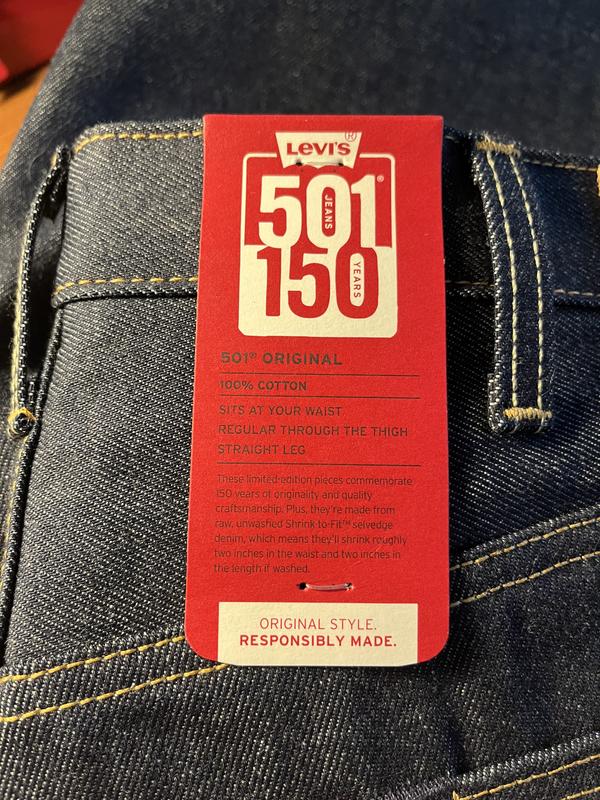 LEVI'S®
501®
JEANS
150
YEARS
501® ORIGINAL
100% COTTON
SITS AT YOUR WAIST
REGULAR THROUGH THE THIGH
STRAIGHT LEG
These limited-edition pieces commemorate
150 years of originality and quality
craftsmanship. Plus, they're made from
raw, unwashed Shrink-to-Fit™ selvedge
denim, which means they'll shrink roughly
two inches in the waist and two inches in
the length if washed.
ORIGINAL STYLE.
RESPONSIBLY MADE.